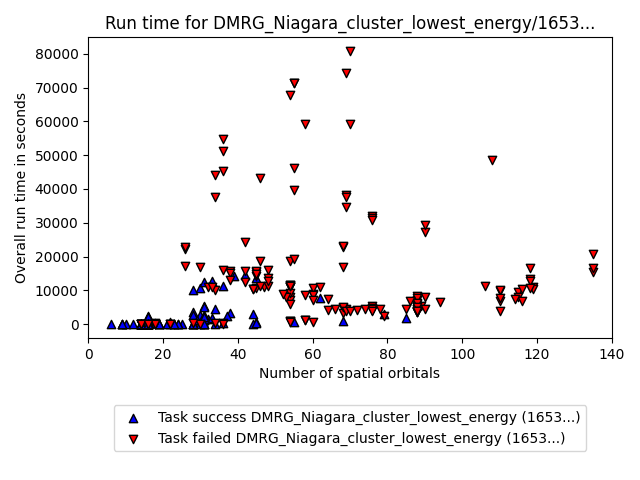 Run time for DMRG_Niagara_cluster_lowest_energy/1653...
Overall run time in seconds
80000
70000
60000
50000
40000
30000
20000
10000
0
0 20 40 60 80 100 120 140
Number of spatial orbitals
Task success DMRG_Niagara_cluster_lowest_energy (1653...)
Task failed DMRG_Niagara_cluster_lowest_energy (1653...)